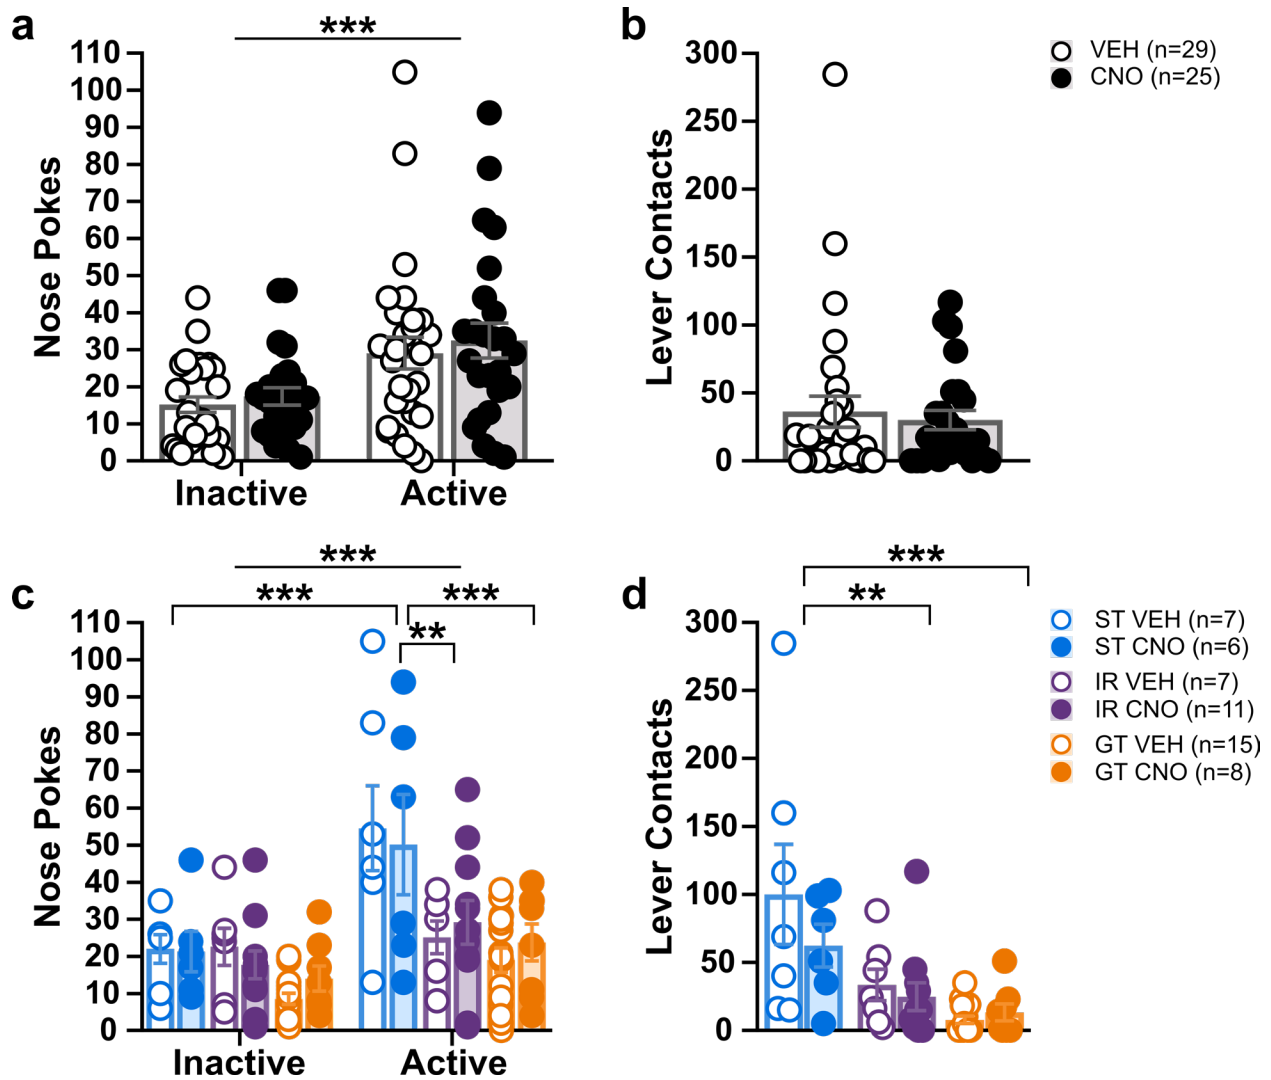 a
***
Nose Pokes
110
100
90
80
70
60
50
40
30
20
10
0
Inactive
Active
b
Lever Contacts
300
250
200
150
100
50
0
VEH (n=29)
CNO (n=25)
c
***
***
***
**
Nose Pokes
110
100
90
80
70
60
50
40
30
20
10
0
Inactive
Active
d
***
**
Lever Contacts
300
250
200
150
100
50
0
ST VEH (n=7)
ST CNO (n=6)
IR VEH (n=7)
IR CNO (n=11)
GT VEH (n=15)
GT CNO (n=8)